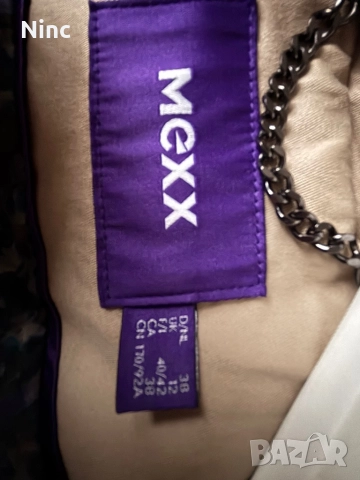 Ninc
MEXX
D/NL 38
UK 12
F/I 40/42
CA 38
CN 170/92A
BAZAR